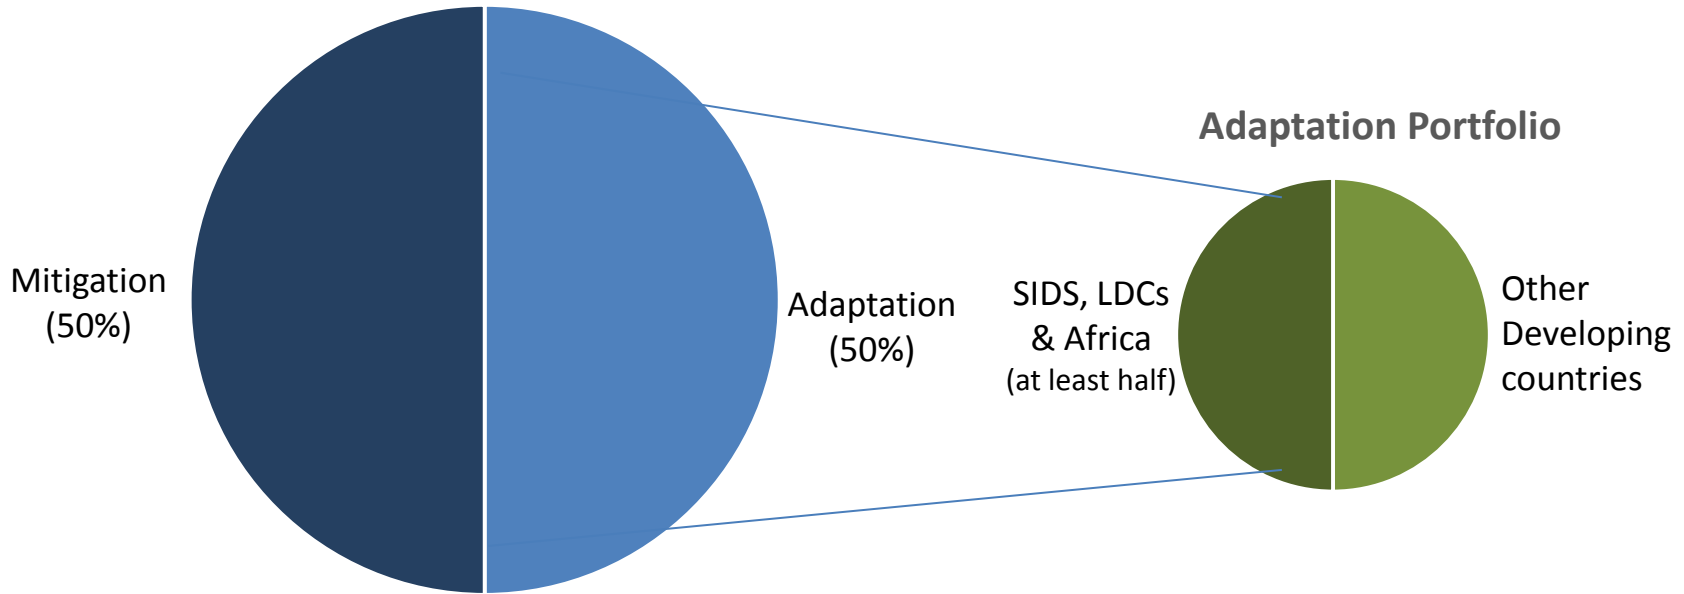 Adaptation Portfolio
Mitigation
(50%)
Adaptation
(50%)
SIDS, LDCs
& Africa
(at least half)
Other
Developing
countries